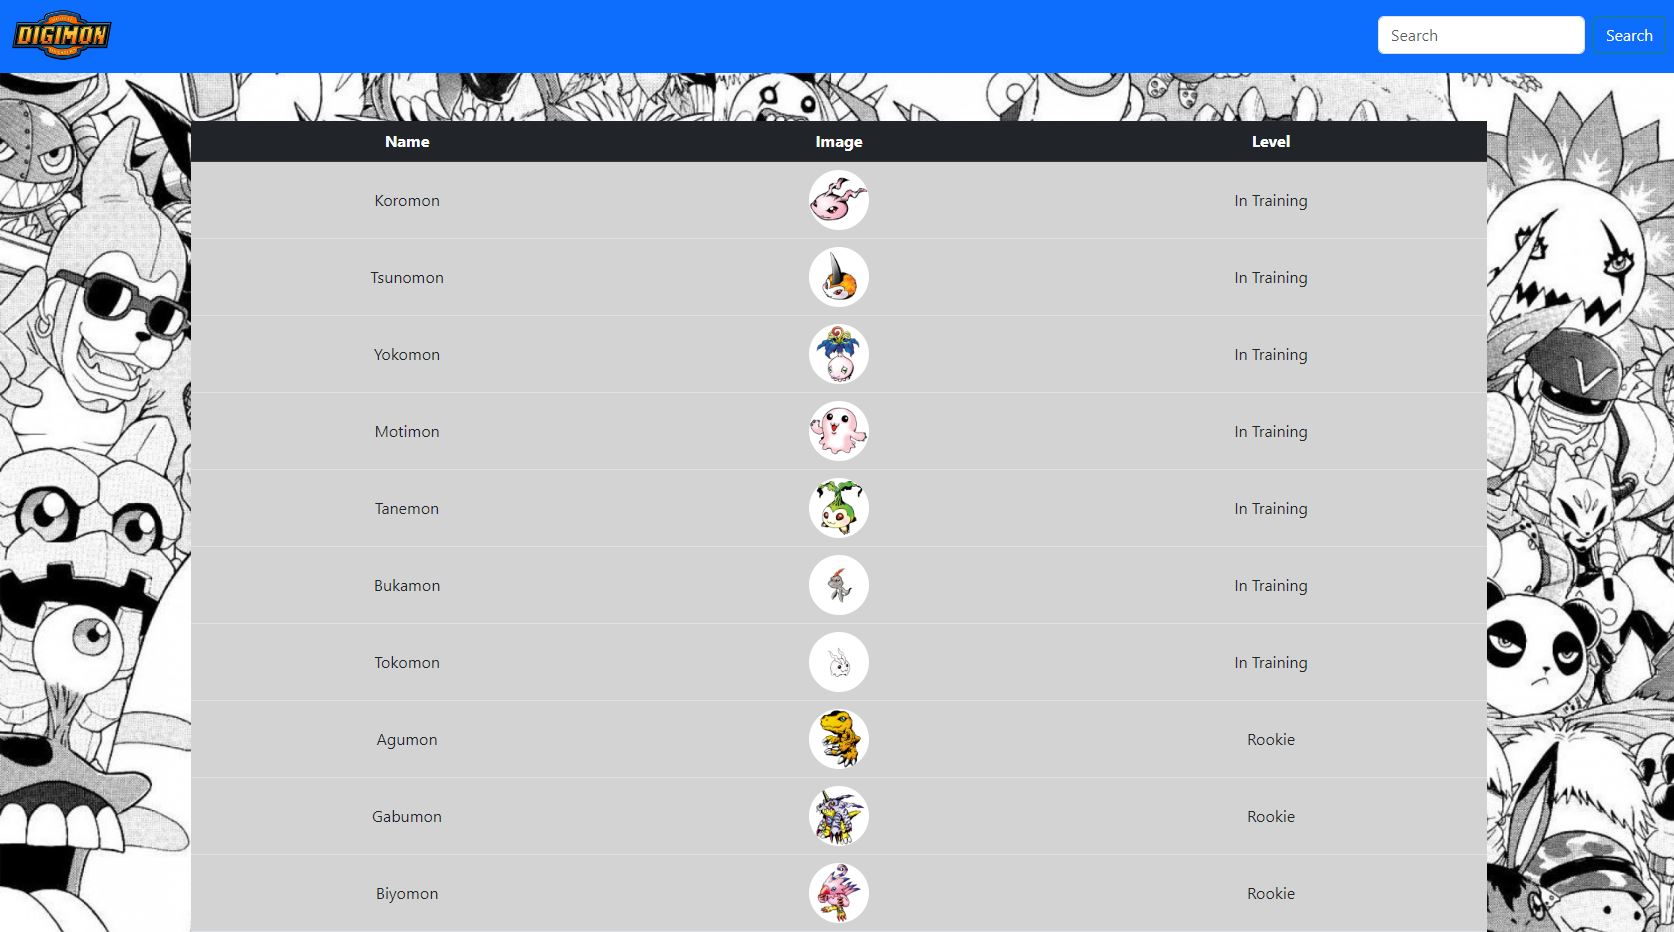 DIGIMON
Search
Search
Name Image Level
Koromon In Training
Tsunomon In Training
Yokomon In Training
Motimon In Training
Tanemon In Training
Bukamon In Training
Tokomon In Training
Agumon Rookie
Gabumon Rookie
Biyomon Rookie